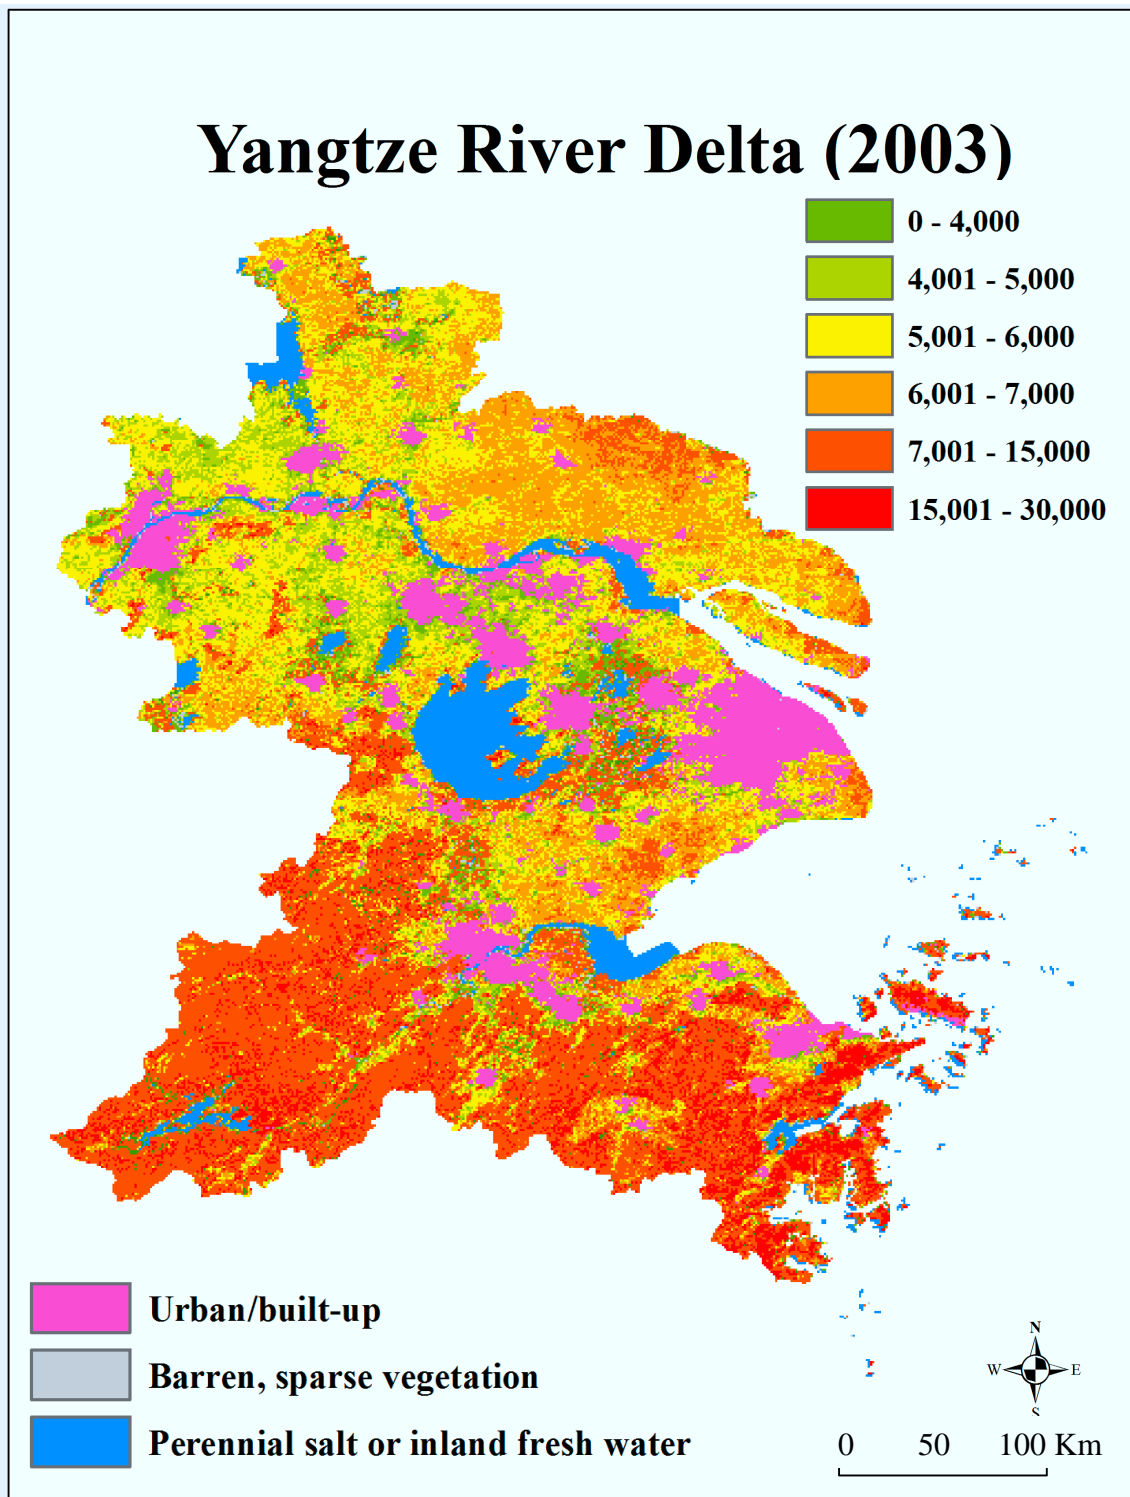 Yangtze River Delta (2003)
0 - 4,000
4,001 - 5,000
5,001 - 6,000
6,001 - 7,000
7,001 - 15,000
15,001 - 30,000
Urban/built-up
Barren, sparse vegetation
Perennial salt or inland fresh water
N
W E
S
0 50 100 Km